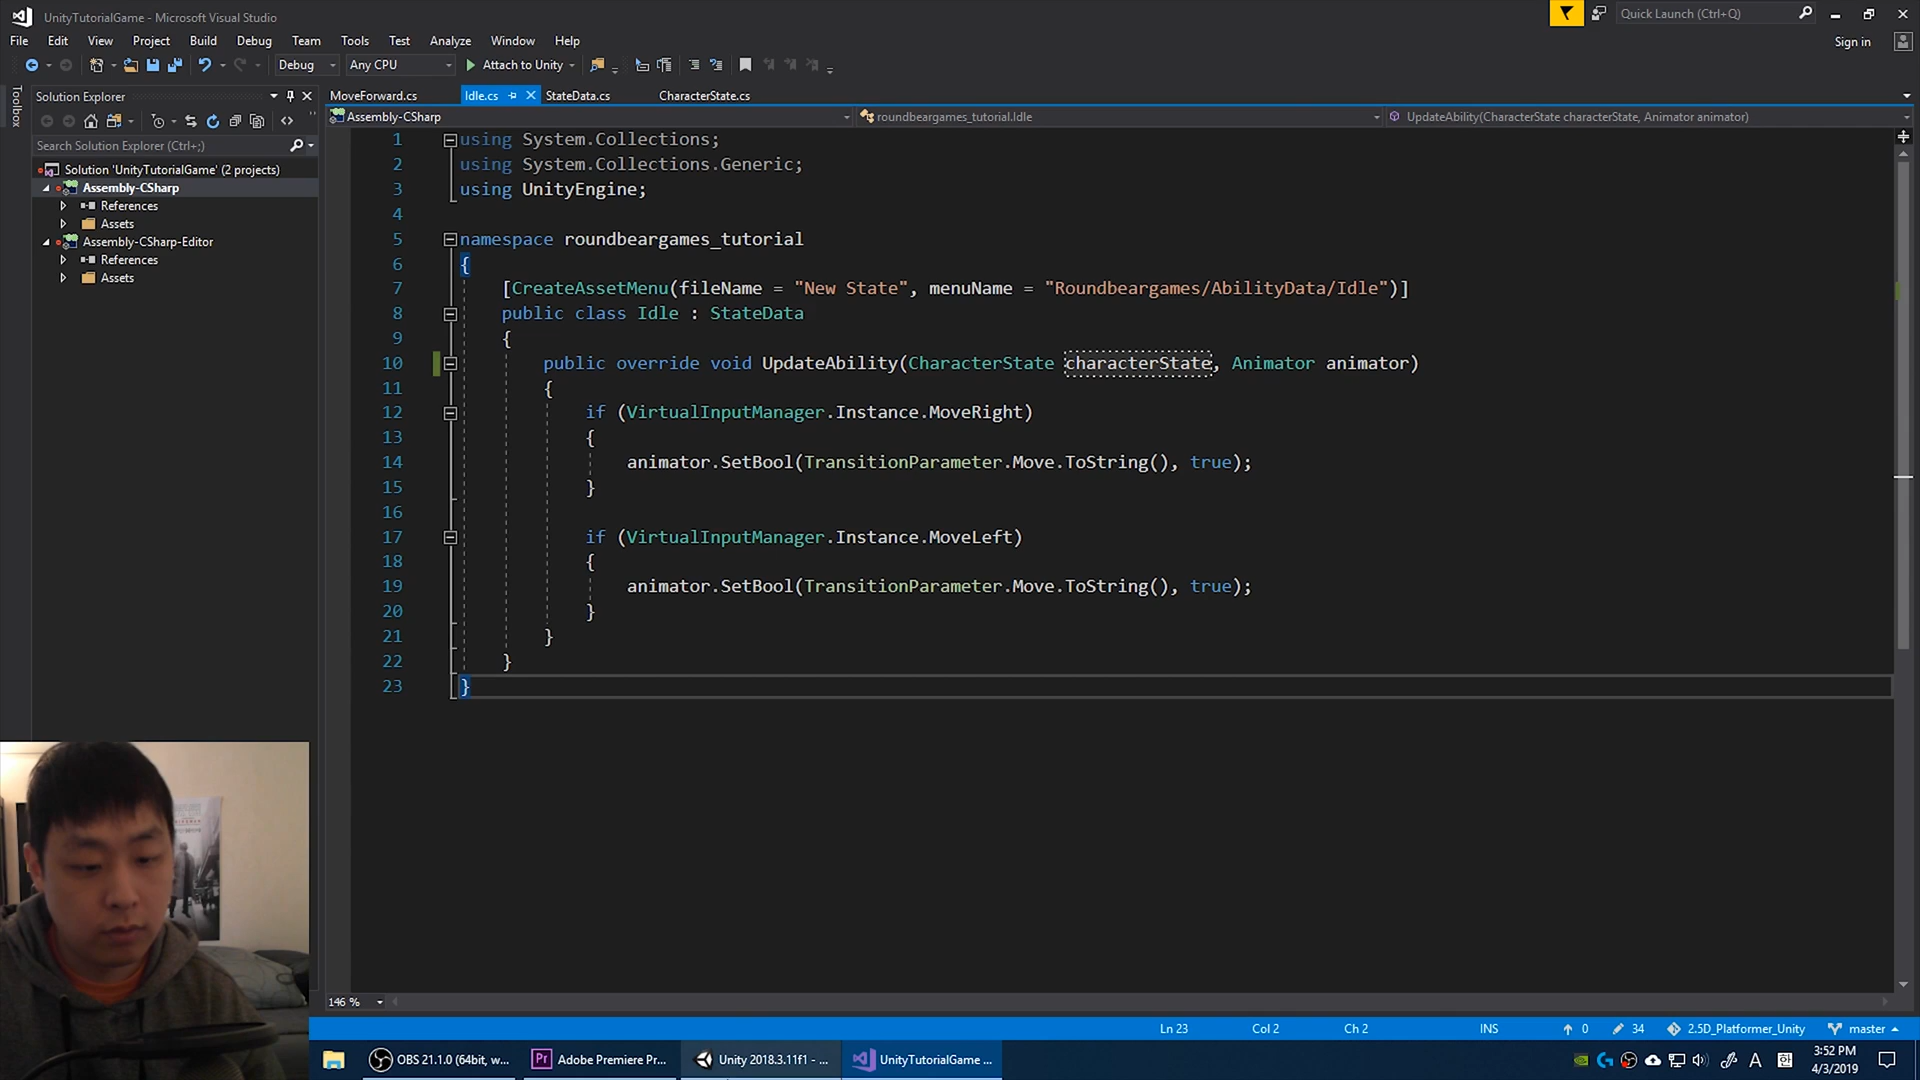 UnityTutorialGame - Microsoft Visual Studio
Quick Launch (Ctrl+Q)
File Edit View Project Build Debug Team Tools Test Analyze Window Help
Sign in
Debug Any CPU Attach to Unity
Toolbox
Solution Explorer
Search Solution Explorer (Ctrl+;)
Solution 'UnityTutorialGame' (2 projects)
Assembly-CSharp
References
Assets
Assembly-CSharp-Editor
References
Assets
MoveForward.cs Idle.cs StateData.cs CharacterState.cs
Assembly-CSharp roundbeargames_tutorial.Idle UpdateAbility(CharacterState characterState, Animator animator)
1 using System.Collections;
2 using System.Collections.Generic;
3 using UnityEngine;
4
5 namespace roundbeargames_tutorial
6 {
7 [CreateAssetMenu(fileName = "New State", menuName = "Roundbeargames/AbilityData/Idle")]
8 public class Idle : StateData
9 {
10 public override void UpdateAbility(CharacterState characterState, Animator animator)
11 {
12 if (VirtualInputManager.Instance.MoveRight)
13 {
14 animator.SetBool(TransitionParameter.Move.ToString(), true);
15 }
16
17 if (VirtualInputManager.Instance.MoveLeft)
18 {
19 animator.SetBool(TransitionParameter.Move.ToString(), true);
20 }
21 }
22 }
23 }
146 %
Ln 23 Col 2 Ch 2 INS 0 34 2.5D_Platformer_Unity master
OBS 21.1.0 (64bit, w... Adobe Premiere Pr... Unity 2018.3.11f1 - ... UnityTutorialGame ...
A 한 3:52 PM
4/3/2019